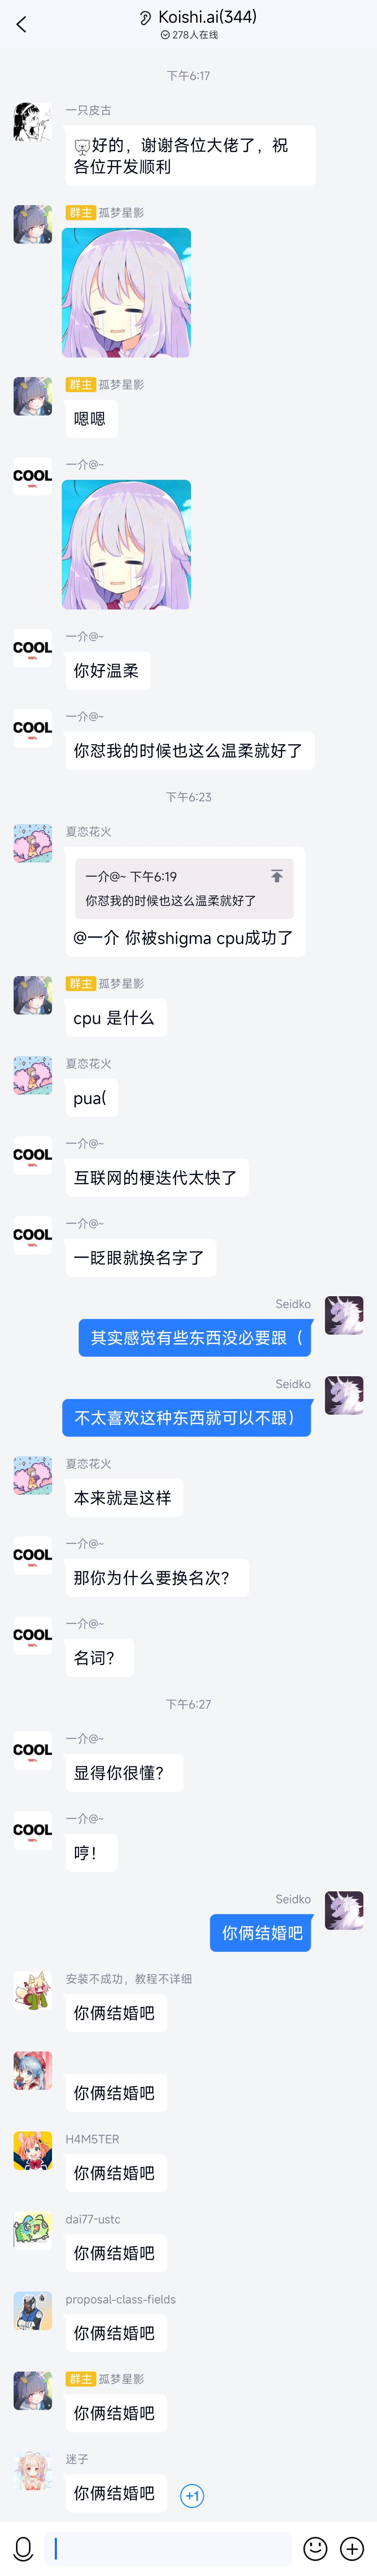 Koishi.ai(344)
278人在线
下午6:17
一只皮古
好的，谢谢各位大佬了，祝
各位开发顺利
群主 孤梦星影
群主 孤梦星影
嗯嗯
COOL
一介@~
COOL
一介@~
你好温柔
COOL
一介@~
你怼我的时候也这么温柔就好了
下午6:23
夏恋花火
一介@~ 下午6:19
你怼我的时候也这么温柔就好了
@一介 你被shigma cpu成功了
群主 孤梦星影
cpu 是什么
夏恋花火
pua(
COOL
一介@~
互联网的梗迭代太快了
COOL
一介@~
一眨眼就换名字了
Seidko
其实感觉有些东西没必要跟（
Seidko
不太喜欢这种东西就可以不跟）
夏恋花火
本来就是这样
COOL
一介@~
那你为什么要换名次？
COOL
一介@~
名词？
下午6:27
COOL
一介@~
显得你很懂？
COOL
一介@~
哼！
Seidko
你俩结婚吧
安装不成功，教程不详细
你俩结婚吧
你俩结婚吧
H4M5TER
你俩结婚吧
dai77-ustc
你俩结婚吧
proposal-class-fields
你俩结婚吧
群主 孤梦星影
你俩结婚吧
迷子
你俩结婚吧
+1